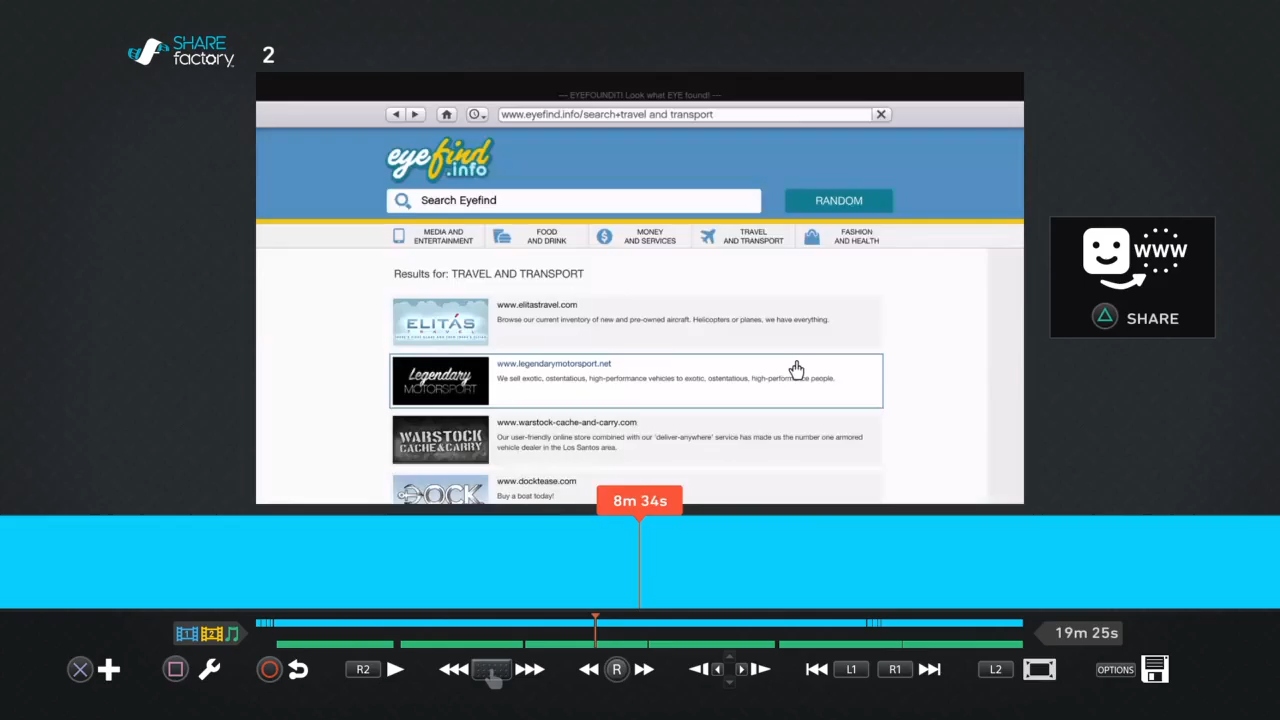 SHARE
factory™
2
— EYEFOUNDIT! Look what EYE found! —
www.eyefind.info/search+travel and transport
eyefind
.info
Search Eyefind
RANDOM
MEDIA AND
ENTERTAINMENT
FOOD
AND DRINK
MONEY
AND SERVICES
TRAVEL
AND TRANSPORT
FASHION
AND HEALTH
Results for: TRAVEL AND TRANSPORT
ELITÁS
TRAVEL
www.elitastravel.com
Browse our current inventory of new and pre-owned aircraft. Helicopters or planes, we have everything.
Legendary
MOTORSPORT
www.legendarymotorsport.net
We sell exotic, ostentatious, high-performance vehicles to exotic, ostentatious, high-performance people.
WARSTOCK
CACHE & CARRY
www.warstock-cache-and-carry.com
Our user-friendly online store combined with our 'deliver-anywhere' service has made us the number one armored
vehicle dealer in the Los Santos area.
DOCK
www.docktease.com
Buy a boat today!
WWW
SHARE
8m 34s
1 2
19m 25s
R2
R
L1
R1
L2
OPTIONS